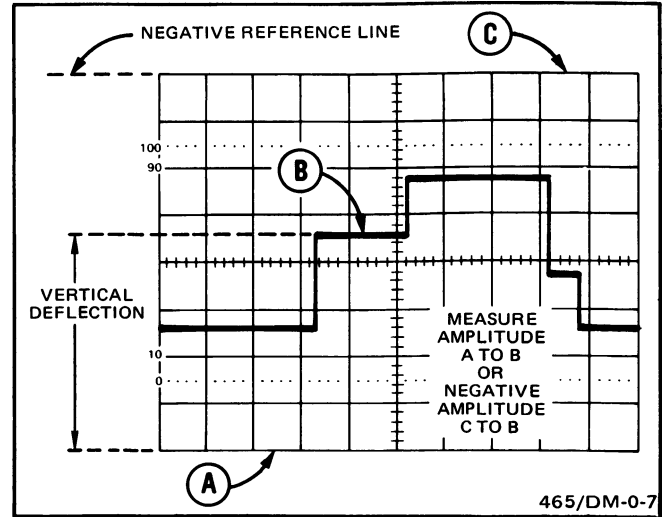 NEGATIVE REFERENCE LINE
C
100
90
B
VERTICAL
DEFLECTION
MEASURE
AMPLITUDE
A TO B
OR
NEGATIVE
AMPLITUDE
C TO B
10
0
A
465/DM-0-7